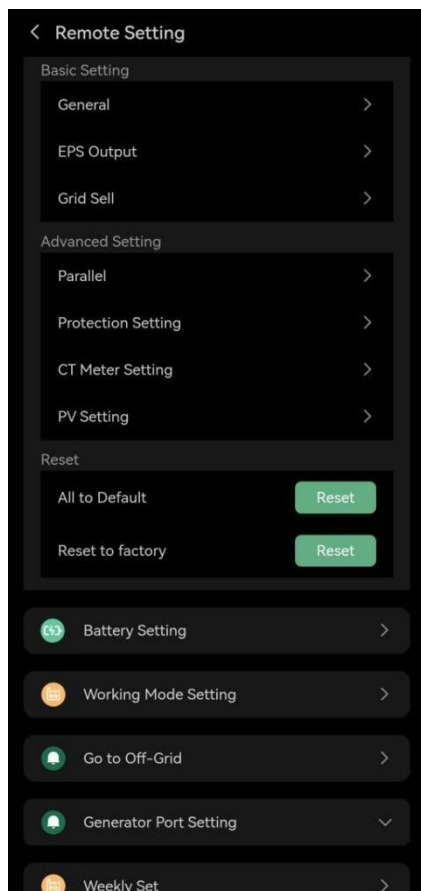 Remote Setting
Basic Setting
General
EPS Output
Grid Sell
Advanced Setting
Parallel
Protection Setting
CT Meter Setting
PV Setting
Reset
All to Default Reset
Reset to factory Reset
Battery Setting
Working Mode Setting
Go to Off-Grid
Generator Port Setting
Weekly Set